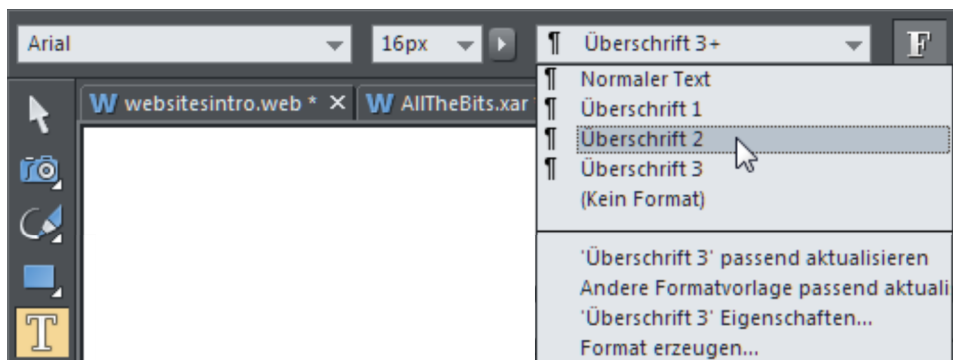 Arial 16px ¶ Überschrift 3+ F
W websitesintro.web * X W AllTheBits.xar
¶ Normaler Text
¶ Überschrift 1
¶ Überschrift 2
¶ Überschrift 3
(Kein Format)
'Überschrift 3' passend aktualisieren
Andere Formatvorlage passend aktuali
'Überschrift 3' Eigenschaften...
Format erzeugen...
T